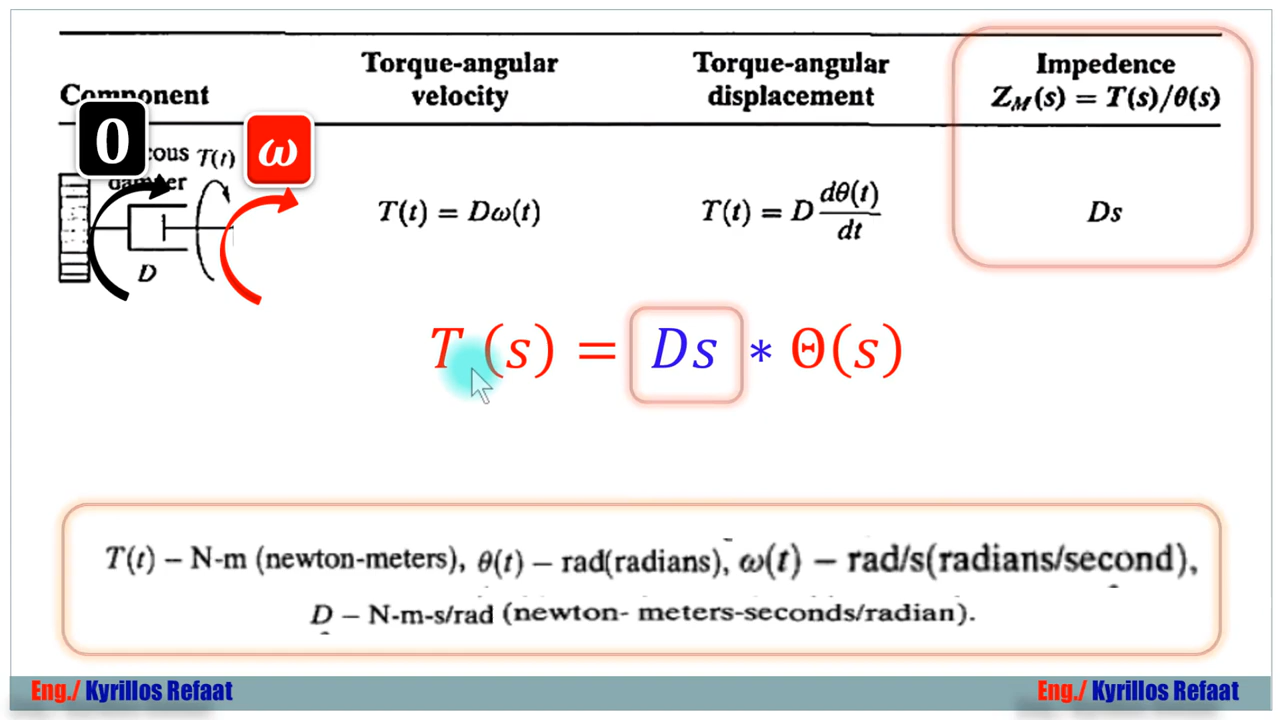 Component
Torque-angular velocity
Torque-angular displacement
Impedence
Z_M(s) = T(s)/θ(s)
0
ω
cous T(t)
D
T(t) = Dω(t)
T(t) = D dθ(t)/dt
Ds
T (s) = Ds * Θ(s)
T(t) – N-m (newton-meters), θ(t) – rad(radians), ω(t) – rad/s(radians/second),
D – N-m-s/rad (newton- meters-seconds/radian).
Eng./ Kyrillos Refaat
Eng./ Kyrillos Refaat